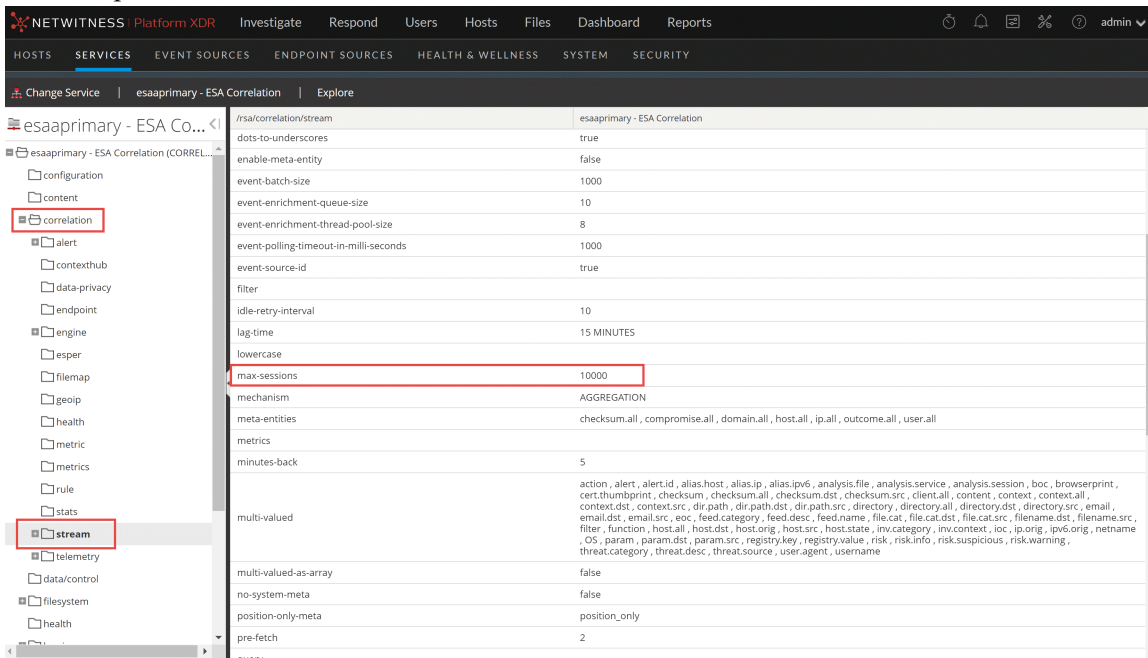 NETWITNESS | Platform XDR Investigate Respond Users Hosts Files Dashboard Reports admin
HOSTS SERVICES EVENT SOURCES ENDPOINT SOURCES HEALTH & WELLNESS SYSTEM SECURITY
Change Service | esaaprimary - ESA Correlation | Explore
esaaprimary - ESA Co...
esaaprimary - ESA Correlation (CORREL...
configuration
content
correlation
alert
contexthub
data-privacy
endpoint
engine
esper
filemap
geoip
health
metric
metrics
rule
stats
stream
telemetry
data/control
filesystem
health
/rsa/correlation/stream esaaprimary - ESA Correlation
dots-to-underscores true
enable-meta-entity false
event-batch-size 1000
event-enrichment-queue-size 10
event-enrichment-thread-pool-size 8
event-polling-timeout-in-milli-seconds 1000
event-source-id true
filter
idle-retry-interval 10
lag-time 15 MINUTES
lowercase
max-sessions 10000
mechanism AGGREGATION
meta-entities checksum.all , compromise.all , domain.all , host.all , ip.all , outcome.all , user.all
metrics
minutes-back 5
multi-valued
action , alert , alert.id , alias.host , alias.ip , alias.ipv6 , analysis.file , analysis.service , analysis.session , boc , browserprint ,
cert.thumbprint , checksum , checksum.all , checksum.dst , checksum.src , client.all , content , context , context.all ,
context.dst , context.src , dir.path , dir.path.dst , dir.path.src , directory , directory.all , directory.dst , directory.src , email ,
email.dst , email.src , eoc , feed.category , feed.desc , feed.name , file.cat , file.cat.dst , file.cat.src , filename.dst , filename.src ,
filter , function , host.all , host.dst , host.orig , host.src , host.state , inv.category , inv.context , ioc , ip.orig , ipv6.orig , netname
, OS , param , param.dst , param.src , registry.key , registry.value , risk , risk.info , risk.suspicious , risk.warning ,
threat.category , threat.desc , threat.source , user.agent , username
multi-valued-as-array false
no-system-meta false
position-only-meta position_only
pre-fetch 2